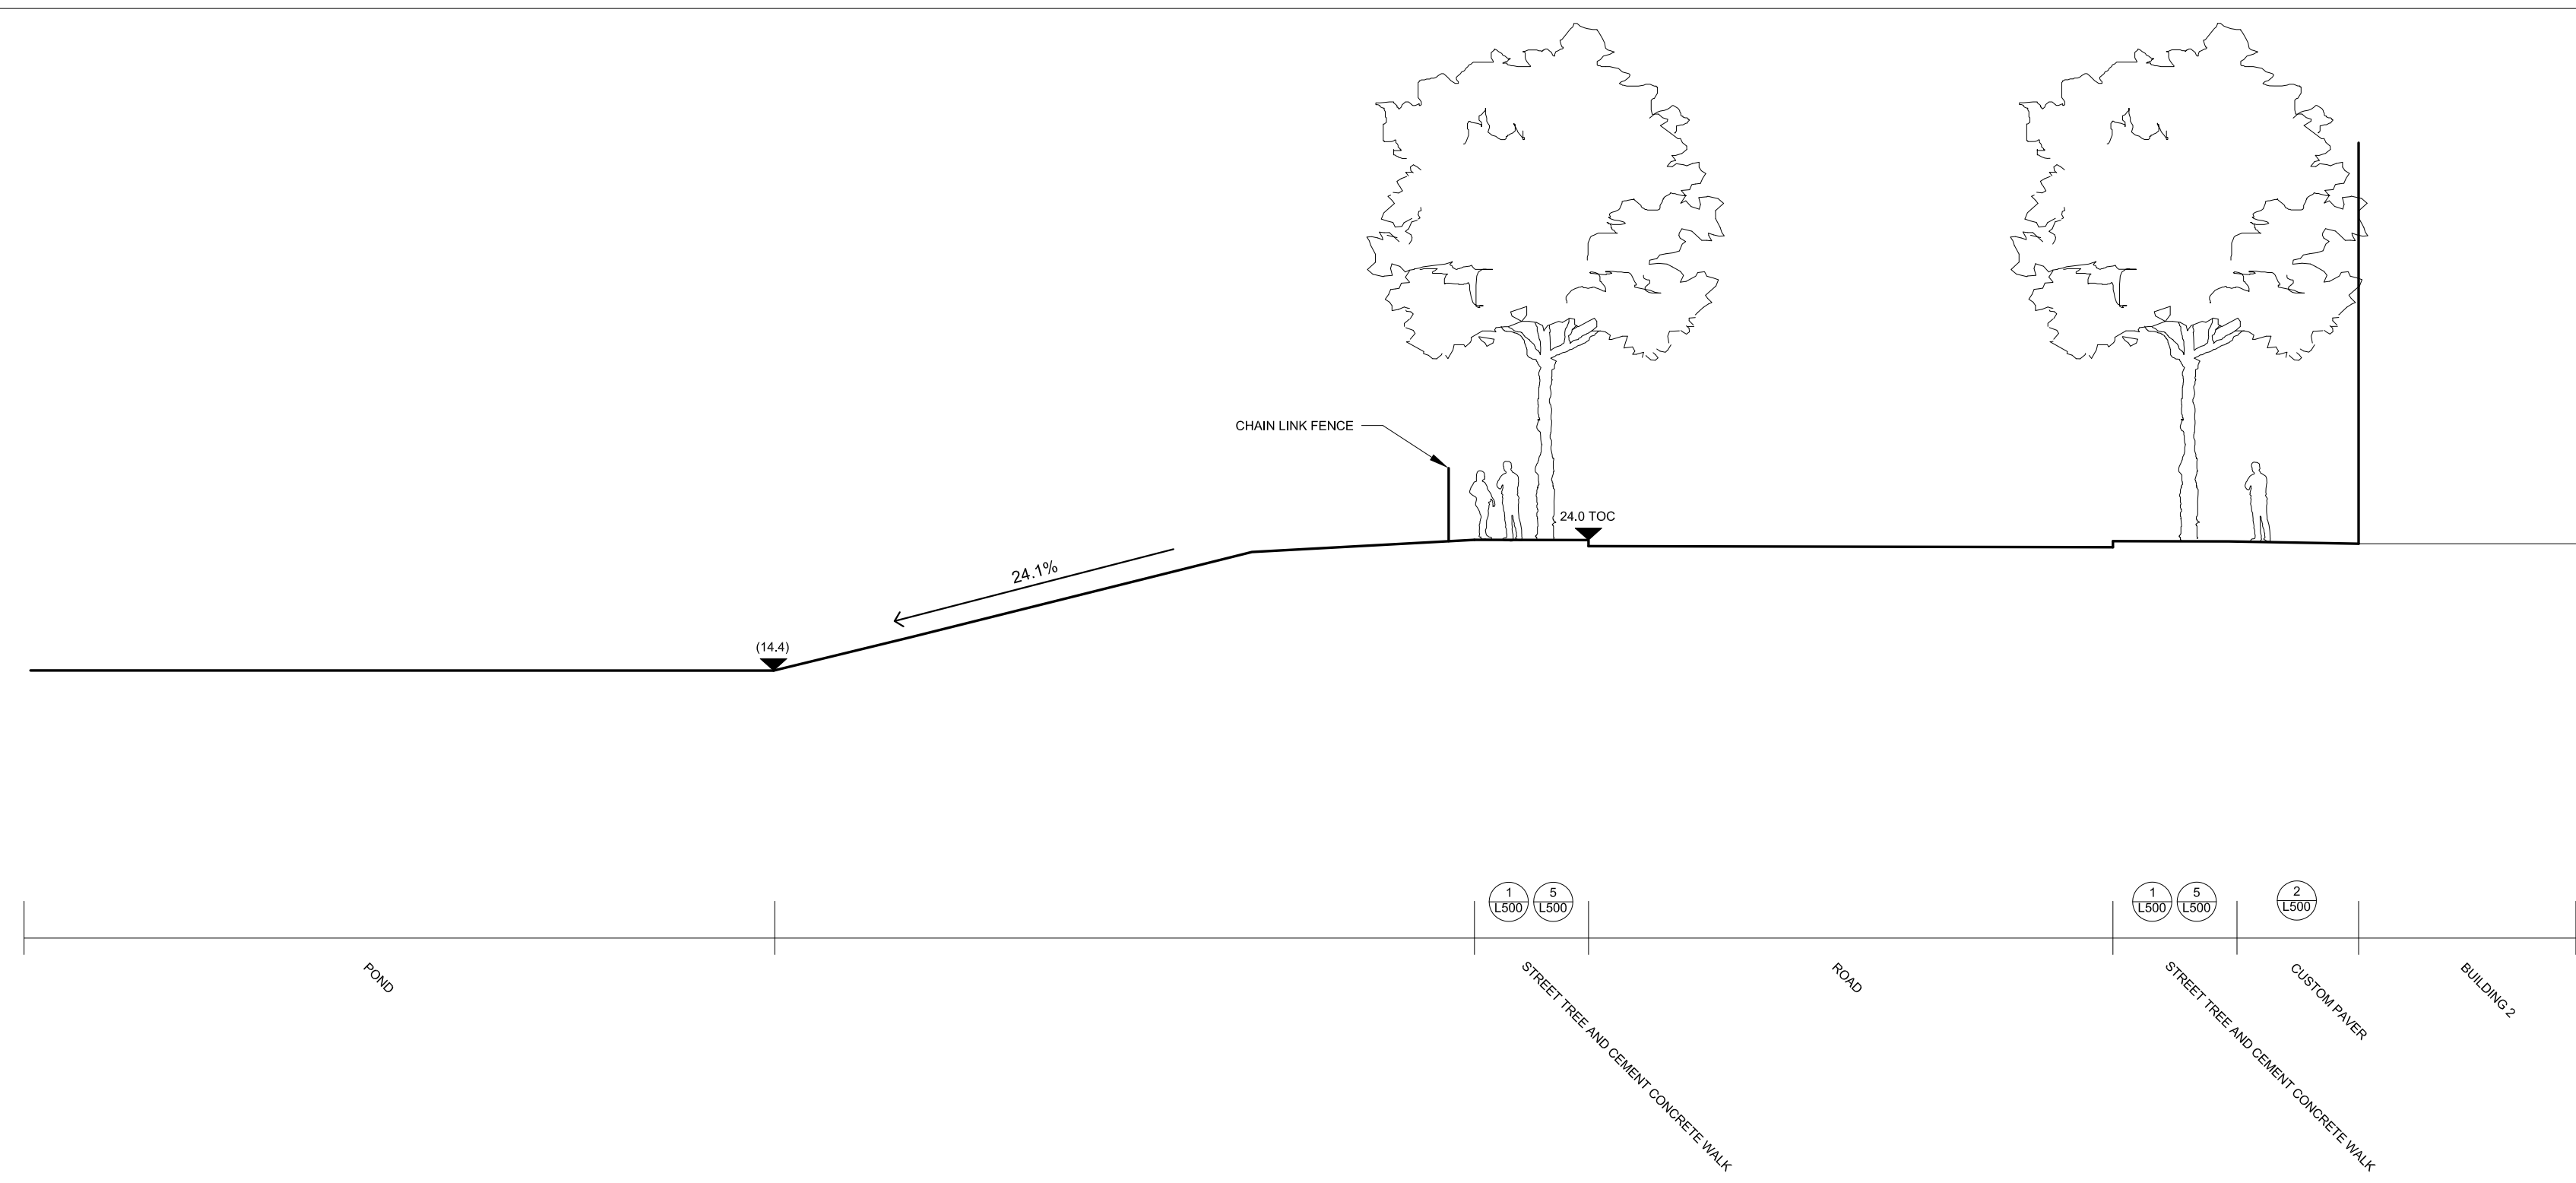 CHAIN LINK FENCE
24.0 TOC
24.1%
(14.4)
1
L500
5
L500
1
L500
5
L500
2
L500
POND
STREET TREE AND CEMENT CONCRETE WALK
ROAD
STREET TREE AND CEMENT CONCRETE WALK
CUSTOM PAVER
BUILDING 2